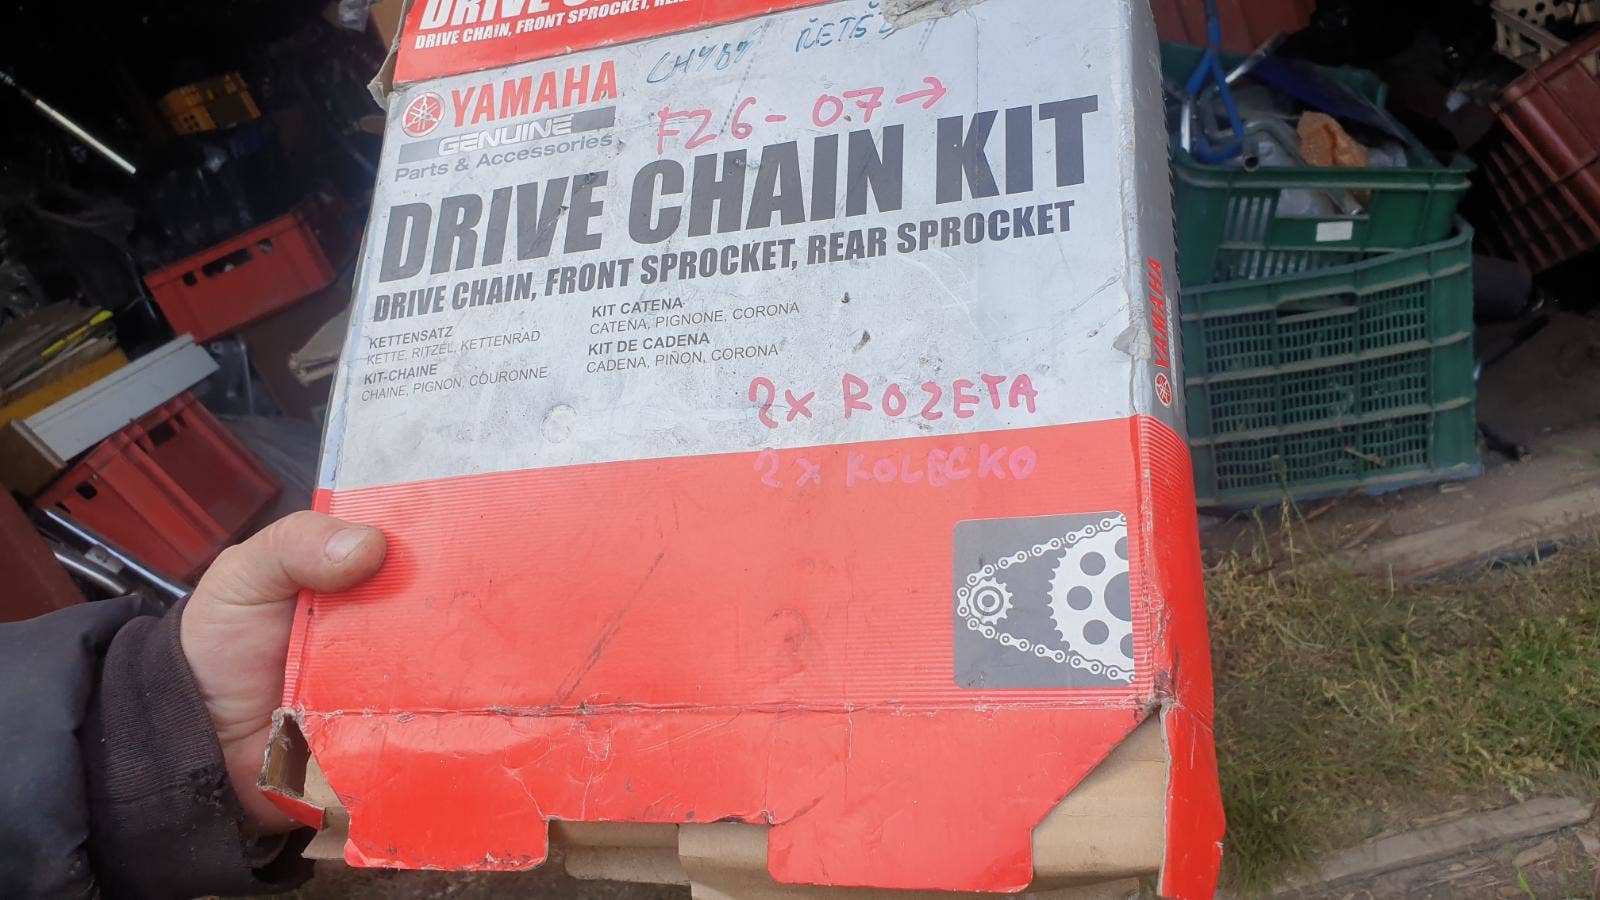 DRIVE CHAIN, FRONT SPROCKET,
CHYBÍ ŘETĚZ
YAMAHA
FZ6-07→
GENUINE
Parts & Accessories
DRIVE CHAIN KIT
DRIVE CHAIN, FRONT SPROCKET, REAR SPROCKET
KETTENSATZ
KETTE, RITZEL, KETTENRAD
KIT-CHAINE
CHAINE, PIGNON, COURONNE
KIT CATENA
CATENA, PIGNONE, CORONA
KIT DE CADENA
CADENA, PIÑON, CORONA
2x ROZETA
2x KOLECKO
YAMAHA